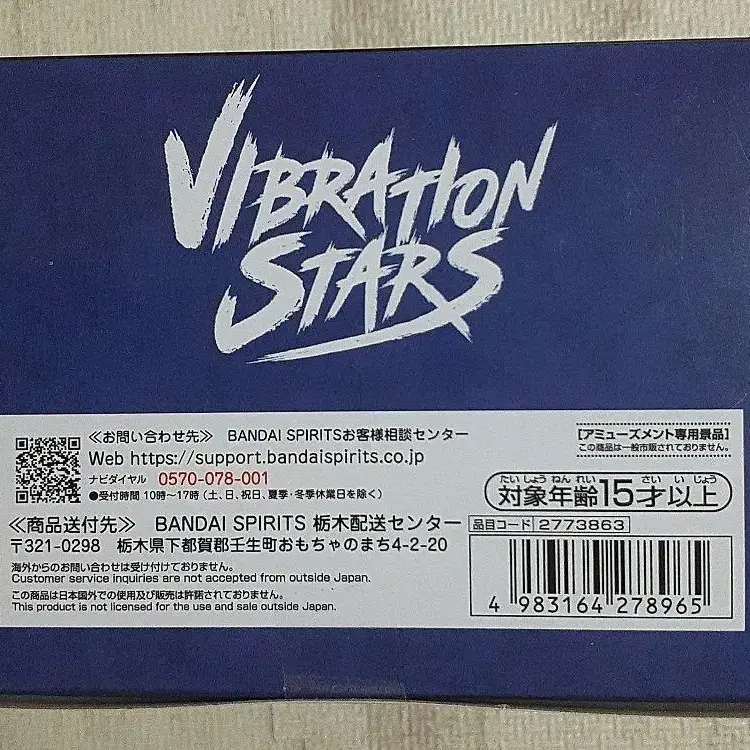 VIBRATION
STARS
≪お問い合わせ先≫ BANDAI SPIRITSお客様相談センター
Web https://support.bandaispirits.co.jp
ナビダイヤル 0570-078-001
●受付時間 10時〜17時 (土、日、祝日、夏季・冬季休業日を除く)
≪商品送付先≫ BANDAI SPIRITS 栃木配送センター
〒321-0298 栃木県下都賀郡壬生町おもちゃのまち4-2-20
海外からのお問い合わせは受け付けておりません。
Customer service inquiries are not accepted from outside Japan.
この商品は日本国外での使用及び販売は許諾されておりません。
This product is not licensed for the use and sale outside Japan.
[アミューズメント専用景品]
この商品は一般市販されておりません。
たいしょうねんれい さい いじょう
対象年齢15才以上
品目コード 2773863
4 983164 278965